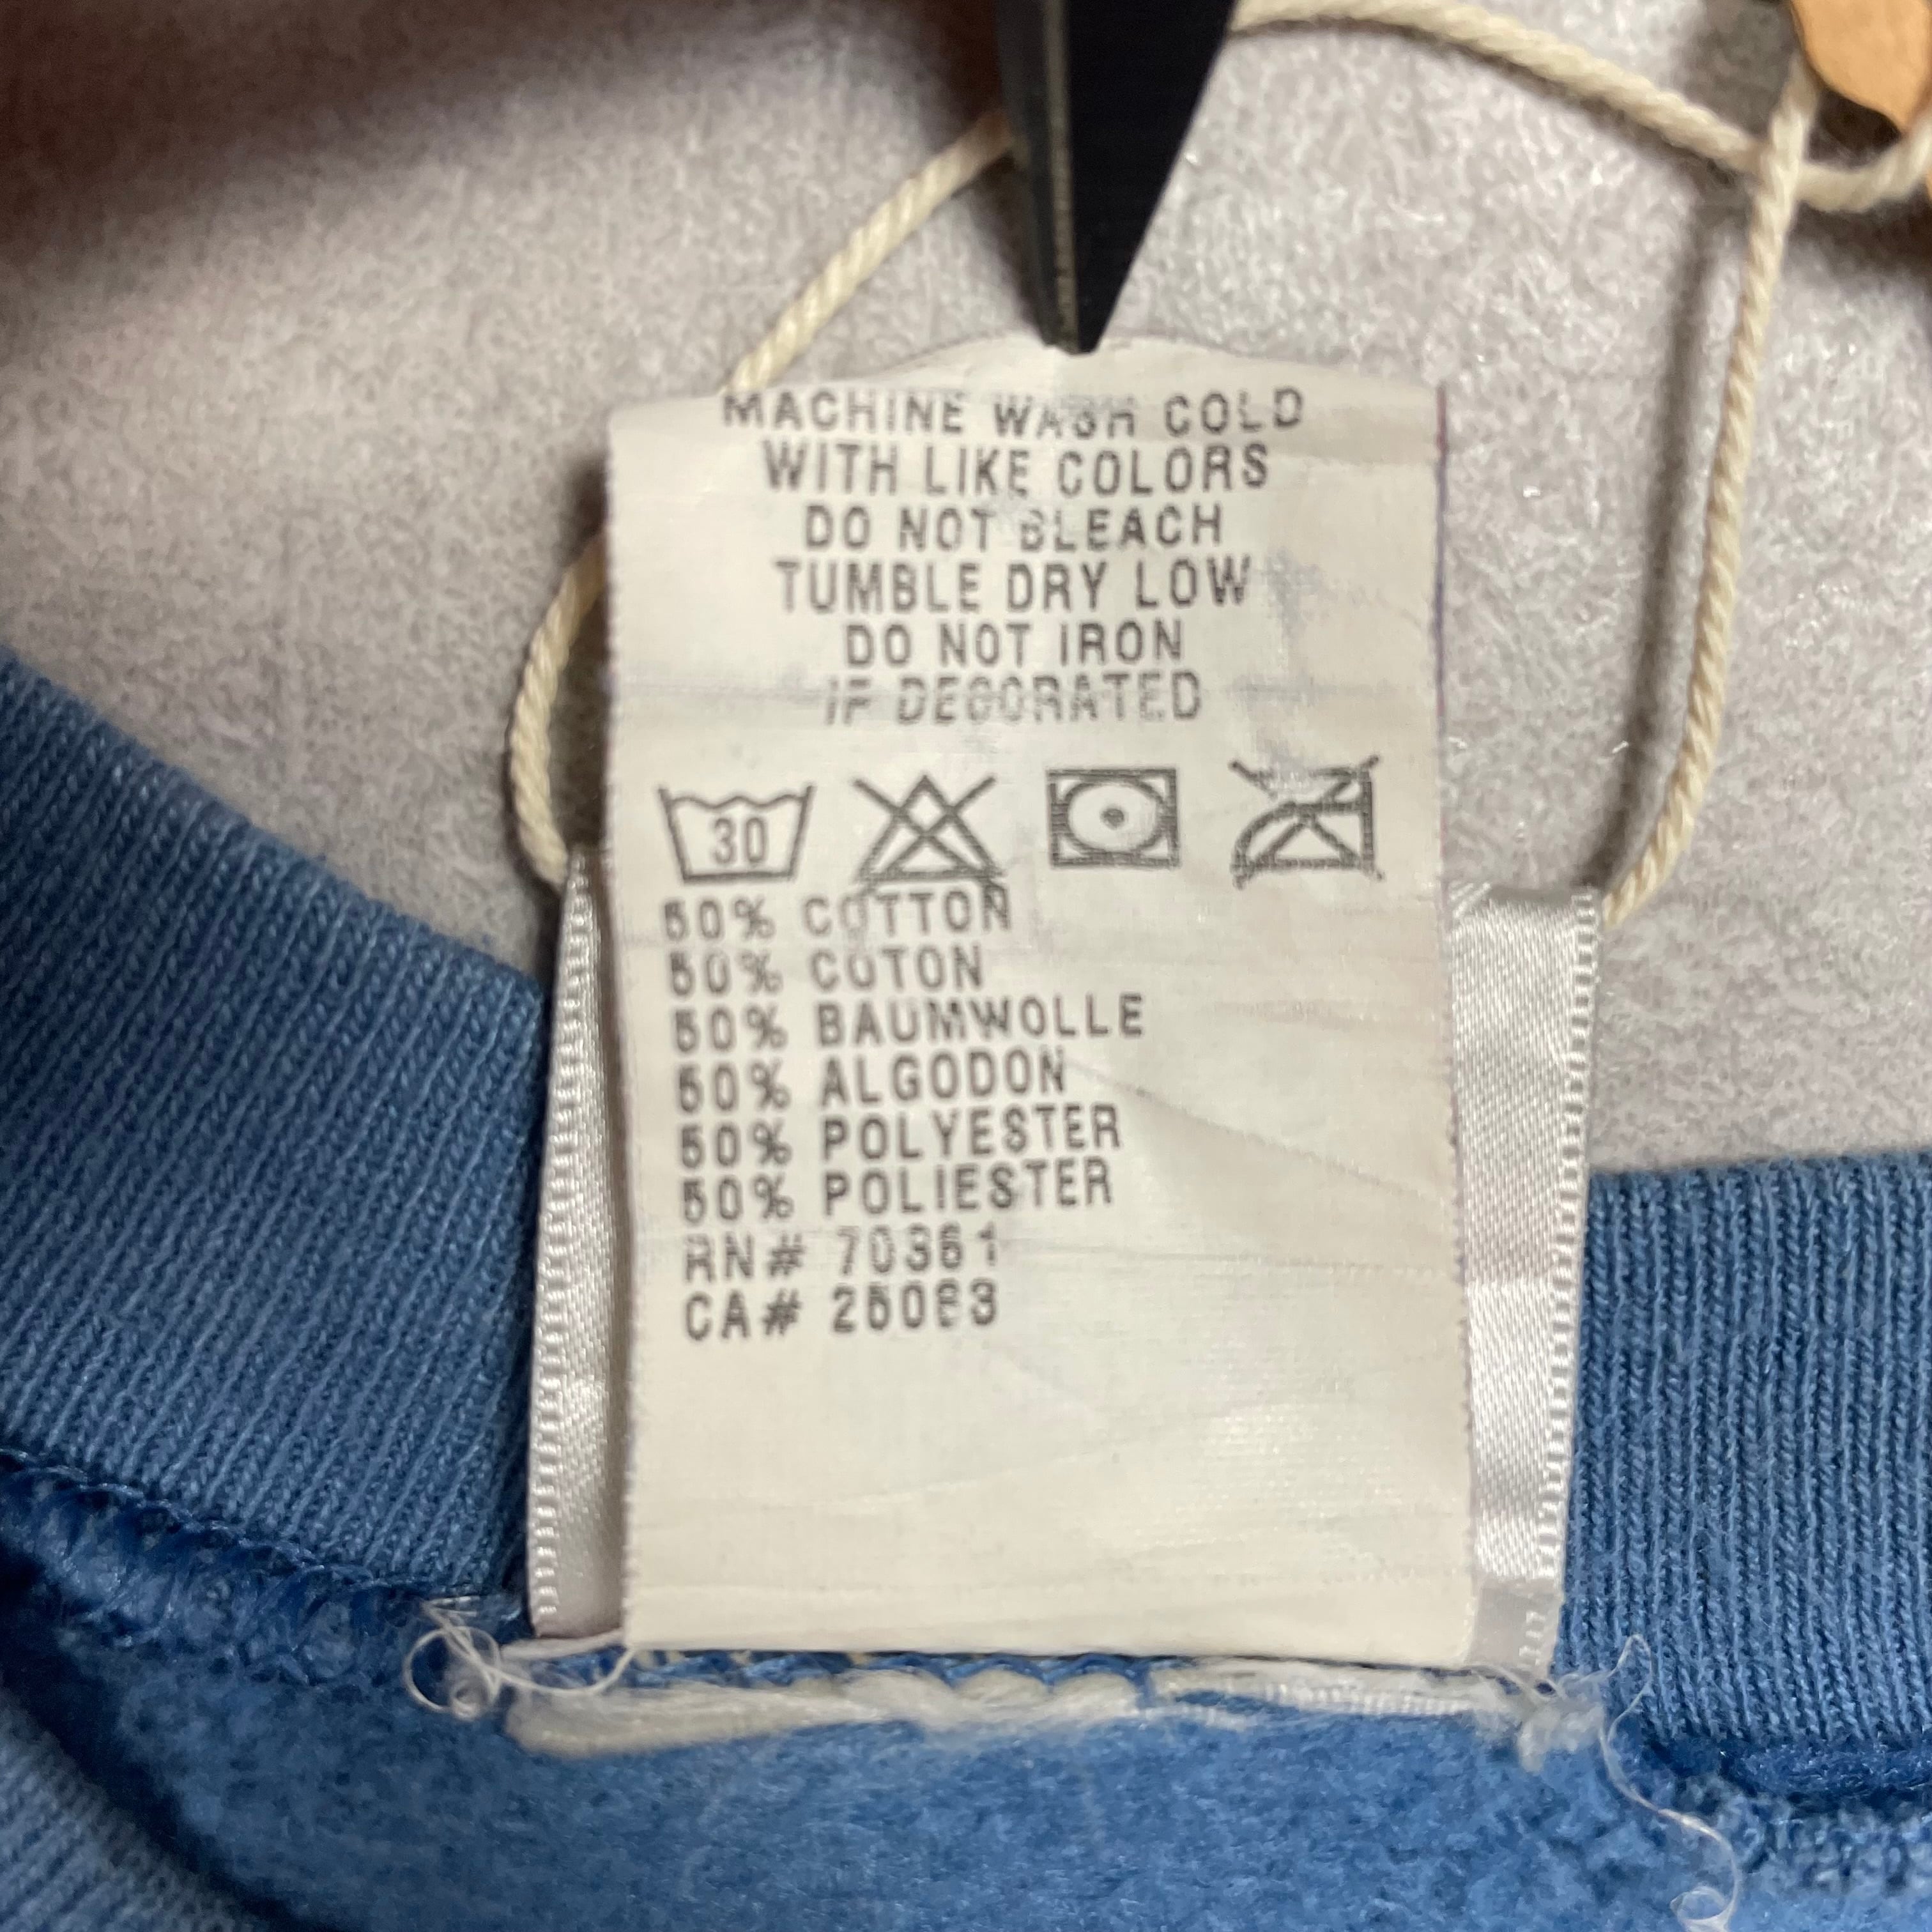 MACHINE WASH COLD
WITH LIKE COLORS
DO NOT BLEACH
TUMBLE DRY LOW
DO NOT IRON
IF DECORATED
30
50% COTTON
50% COTON
50% BAUMWOLLE
50% ALGODON
50% POLYESTER
50% POLIESTER
RN# 70361
CA#